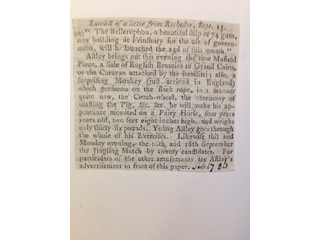 Extract of a letter from Rochester, Sept. 13.
" The Bellerophon, a beautiful ship of 74 guns,
now building at Frinsbury for the use of govern-
ment, will be launched the 2d of this month."
Astley brings out this evening the new Musical
Piece, a Sale of English Beauties at Grand Cairo,
or the Caravan attacked by the banditti; also, a
surprising Monkey (just arrived in England)
which performs on the slack rope, in a manner
quite new, the Conch-wheel, the ceremony of
roasting the Pig, &c. &c. he will make his ap-
pearance mounted on a Fairy Horse, four years
years old, two feet eight inches high, and weighs
only thirty-six pounds. Young Astley goes through
the whole of his Exercises. Likewise this and
Monday evening, the 16th, and 18th September
the Jingling Match by twenty candidates. For
particulars of the other amusements see Astley's
advertisement in front of this paper.